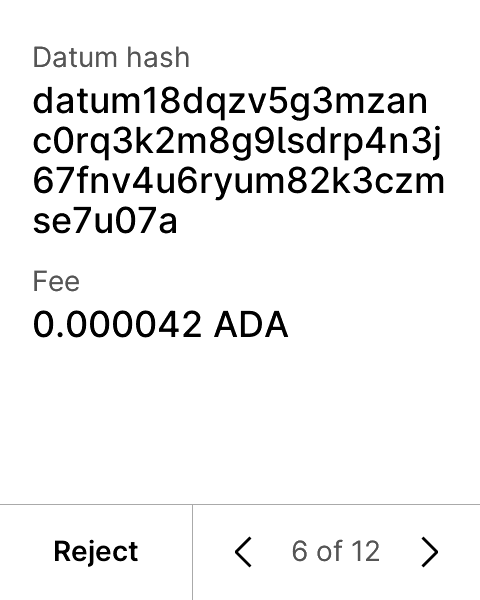 Datum hash
datum18dqzv5g3mzan
c0rq3k2m8g9lsdrp4n3j
67fnv4u6ryum82k3czm
se7u07a
Fee
0.000042 ADA
Reject
6 of 12